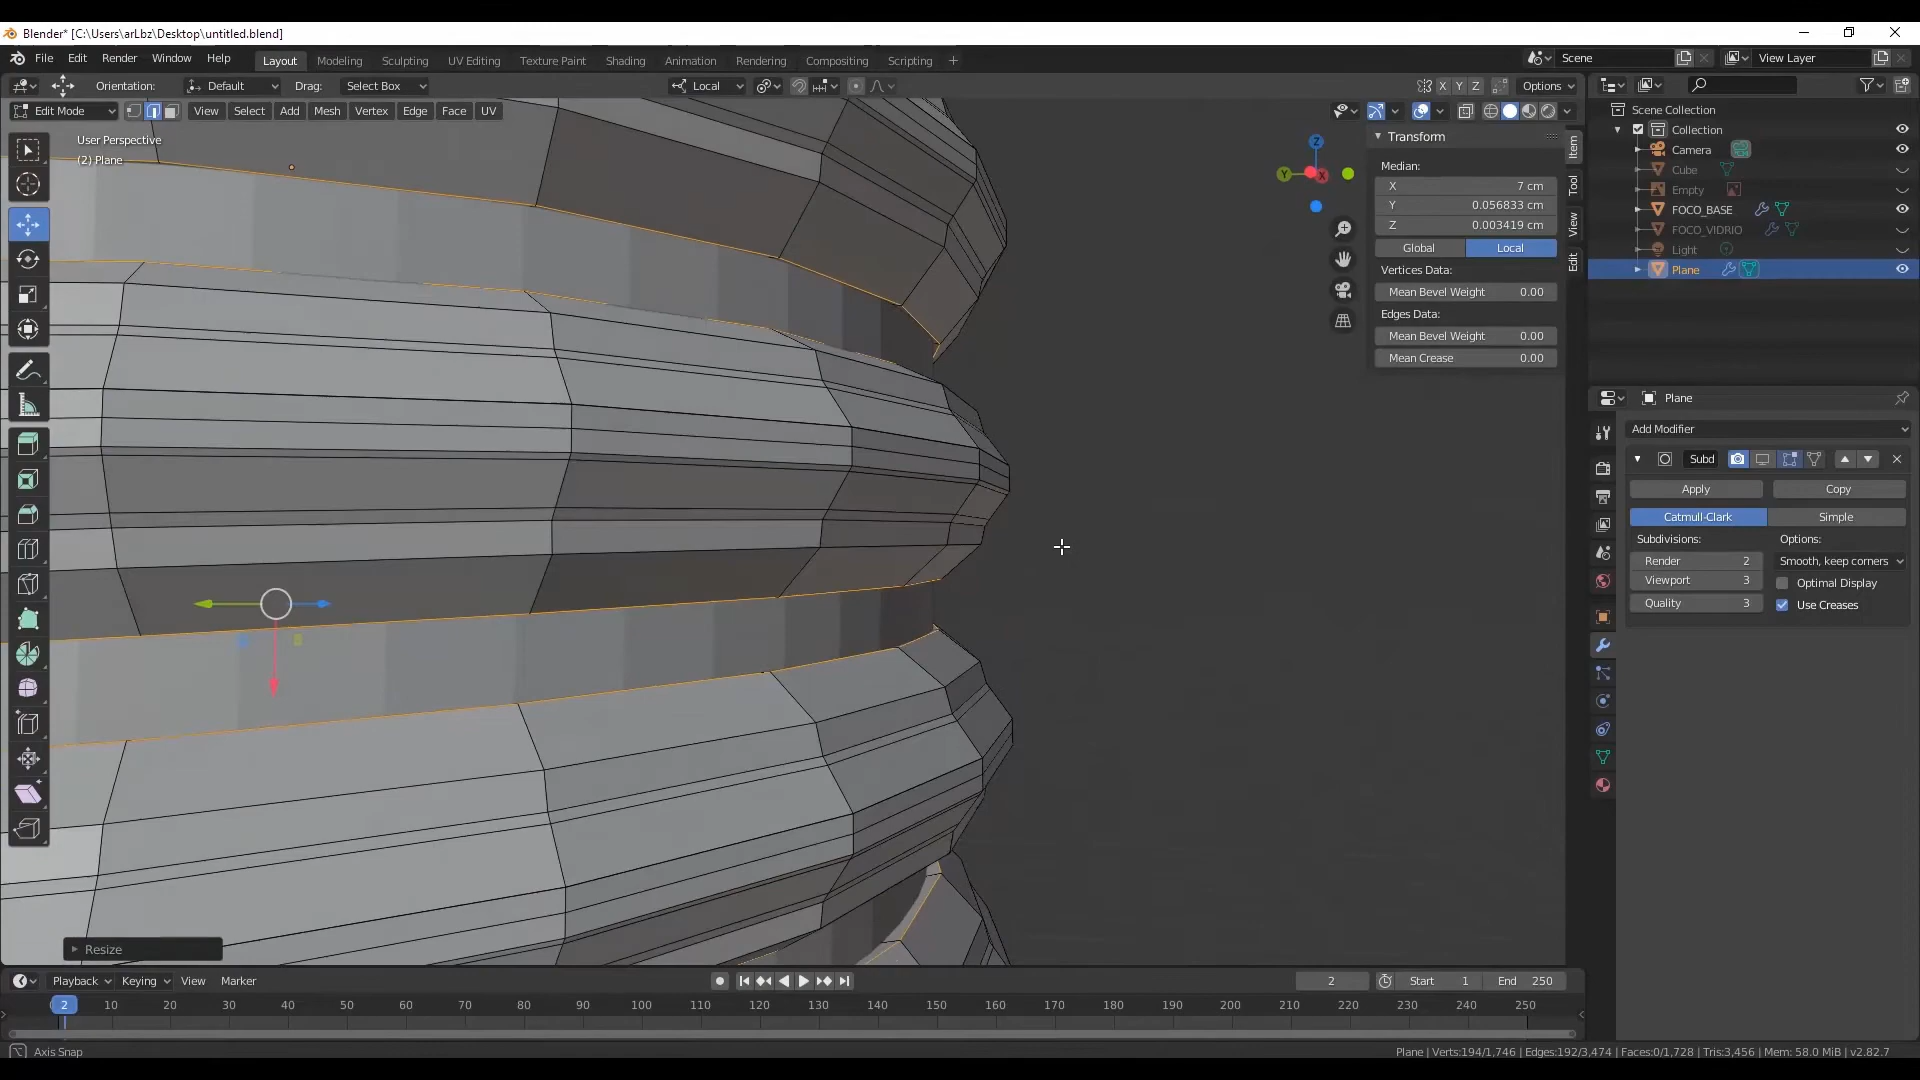 Blender* [C:\Users\arLbz\Desktop\untitled.blend]
File Edit Render Window Help
Layout Modeling Sculpting UV Editing Texture Paint Shading Animation Rendering Compositing Scripting +
Scene
View Layer
Orientation: Default Drag: Select Box
Local
X Y Z Options
Edit Mode View Select Add Mesh Vertex Edge Face UV
User Perspective
(2) Plane
Z
Y
X
Transform
Median:
X 7 cm
Y 0.056833 cm
Z 0.003419 cm
Global Local
Vertices Data:
Mean Bevel Weight 0.00
Edges Data:
Mean Bevel Weight 0.00
Mean Crease 0.00
Item
Tool
View
Edit
Scene Collection
Collection
Camera
Cube
Empty
FOCO_BASE
FOCO_VIDRIO
Light
Plane
Plane
Add Modifier
Subd
Apply Copy
Catmull-Clark Simple
Subdivisions: Options:
Render 2 Smooth, keep corners
Viewport 3 Optimal Display
Quality 3 Use Creases
Resize
Playback Keying View Marker
2 Start 1 End 250
2 10 20 30 40 50 60 70 80 90 100 110 120 130 140 150 160 170 180 190 200 210 220 230 240 250
Axis Snap
Plane | Verts:194/1,746 | Edges:192/3,474 | Faces:0/1,728 | Tris:3,456 | Mem: 58.0 MiB | v2.82.7